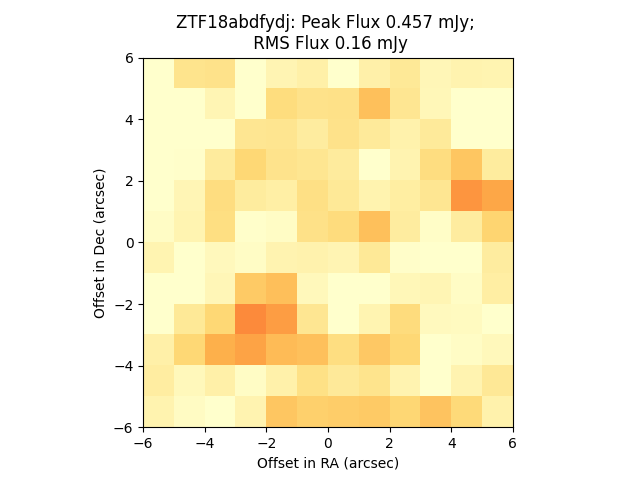 ZTF18abdfydj: Peak Flux 0.457 mJy;
RMS Flux 0.16 mJy
6
4
2
0
−2
−4
−6
Offset in Dec (arcsec)
−6 −4 −2 0 2 4 6
Offset in RA (arcsec)